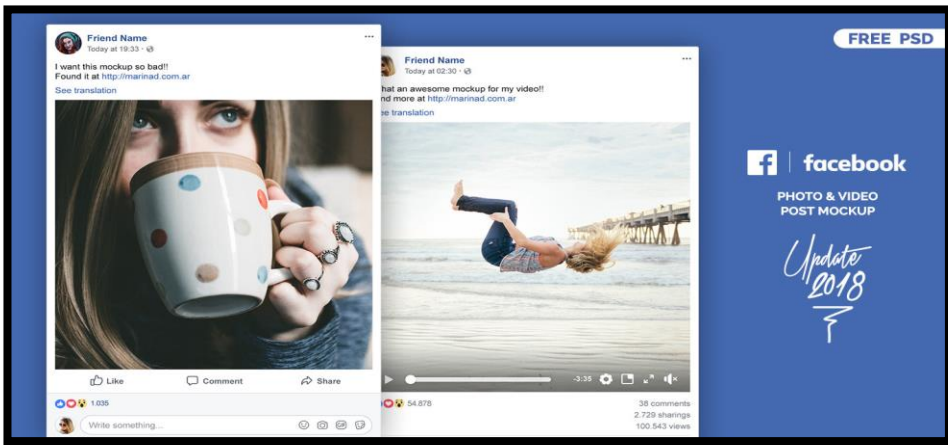 Friend Name
Today at 19:33
I want this mockup so bad!!
Found it at http://marinad.com.ar
See translation
Like Comment Share
1.035
Write something...
Friend Name
Today at 02:30
hat an awesome mockup for my video!!
nd more at http://marinad.com.ar
ee translation
-3:35
54.878
38 comments
2.729 sharings
100.543 views
FREE PSD
f | facebook
PHOTO & VIDEO
POST MOCKUP
Update
2018